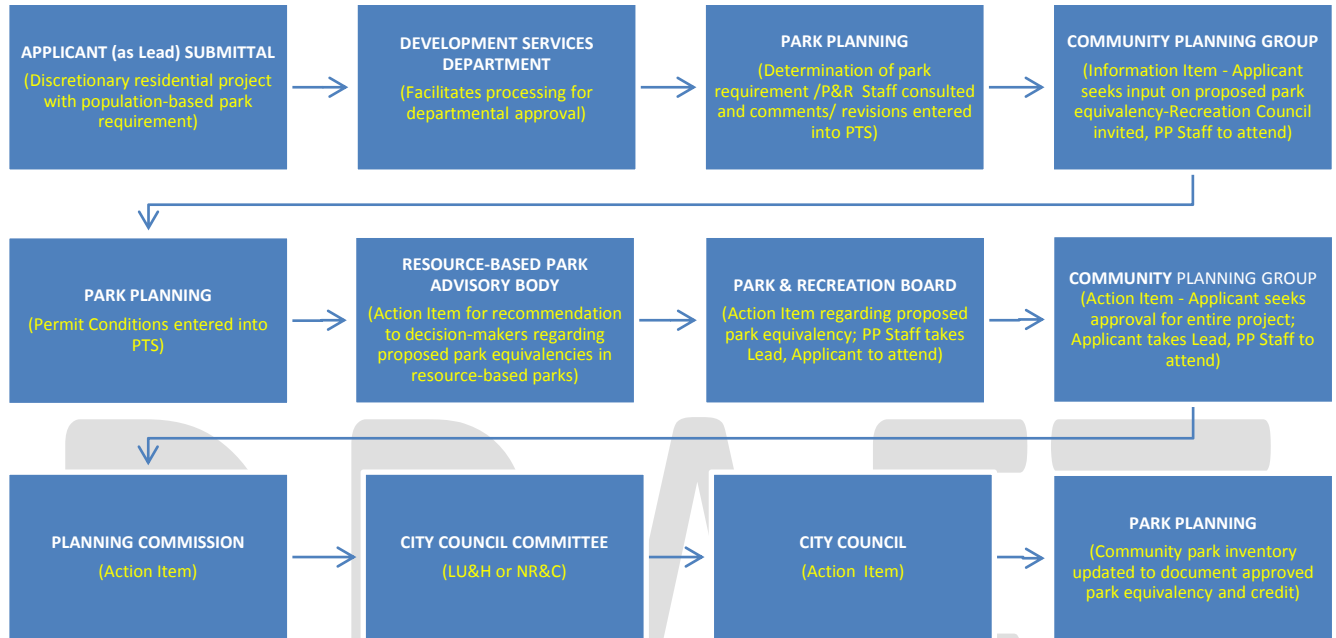 APPLICANT (as Lead) SUBMITTAL
(Discretionary residential project
with population-based park
requirement)
DEVELOPMENT SERVICES
DEPARTMENT
(Facilitates processing for
departmental approval)
PARK PLANNING
(Determination of park
requirement /P&R Staff consulted
and comments/ revisions entered
into PTS)
COMMUNITY PLANNING GROUP
(Information Item - Applicant
seeks input on proposed park
equivalency-Recreation Council
invited, PP Staff to attend)
PARK PLANNING
(Permit Conditions entered into
PTS)
RESOURCE-BASED PARK
ADVISORY BODY
(Action Item for recommendation
to decision-makers regarding
proposed park equivalencies in
resource-based parks)
PARK & RECREATION BOARD
(Action Item regarding proposed
park equivalency; PP Staff takes
Lead, Applicant to attend)
COMMUNITY PLANNING GROUP
(Action Item - Applicant seeks
approval for entire project;
Applicant takes Lead, PP Staff to
attend)
PLANNING COMMISSION
(Action Item)
CITY COUNCIL COMMITTEE
(LU&H or NR&C)
CITY COUNCIL
(Action Item)
PARK PLANNING
(Community park inventory
updated to document approved
park equivalency and credit)
DRAFT